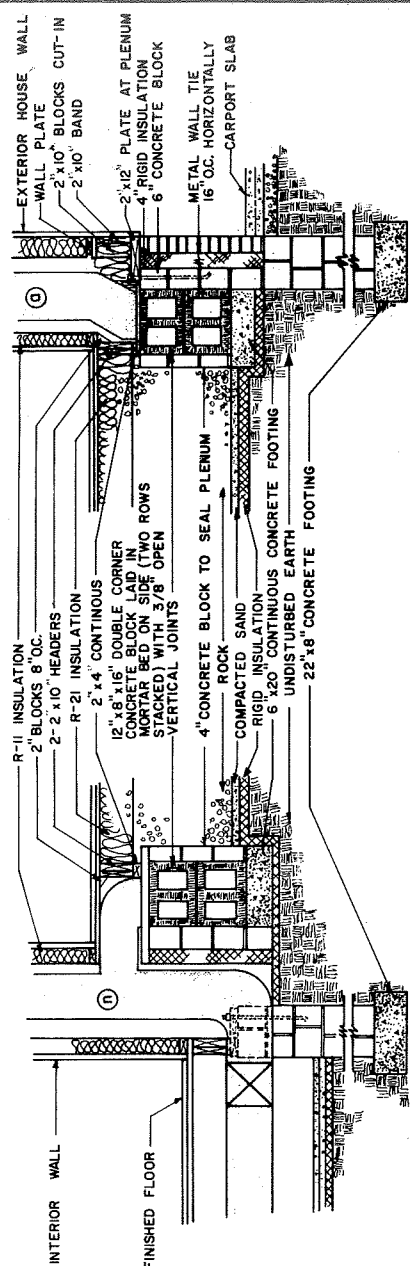 EXTERIOR HOUSE WALL
WALL PLATE
2"x10" BLOCKS CUT-IN
2"x10" BAND
2"x12" PLATE AT PLENUM
4" RIGID INSULATION
6" CONCRETE BLOCK
METAL WALL TIE
16" O.C. HORIZONTALLY
CARPORT SLAB
a
R-11 INSULATION
2" BLOCKS 8" O.C.
2-2"x10" HEADERS
R-21 INSULATION
2"x4" CONTINOUS
12"x8"x16" DOUBLE CORNER
CONCRETE BLOCK LAID IN
MORTAR BED ON SIDE (TWO ROWS
STACKED) WITH 3/8" OPEN
VERTICAL JOINTS
4" CONCRETE BLOCK TO SEAL PLENUM
ROCK
COMPACTED SAND
RIGID INSULATION
6"x20" CONTINUOUS CONCRETE FOOTING
UNDISTURBED EARTH
22"x8" CONCRETE FOOTING
n
INTERIOR WALL
FINISHED FLOOR